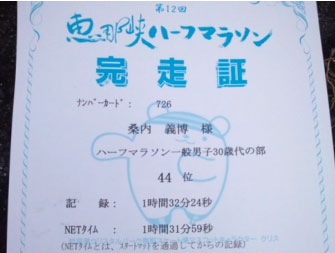 第12回
恵那峡ハーフマラソン
完走証
ナンバーカード： 726
桑内 義博 様
ハーフマラソン一般男子30歳代の部
44 位
記 録： 1時間32分24秒
NETタイム： 1時間31分59秒
(NETタイムとは、スタートマットを通過してからの記録)